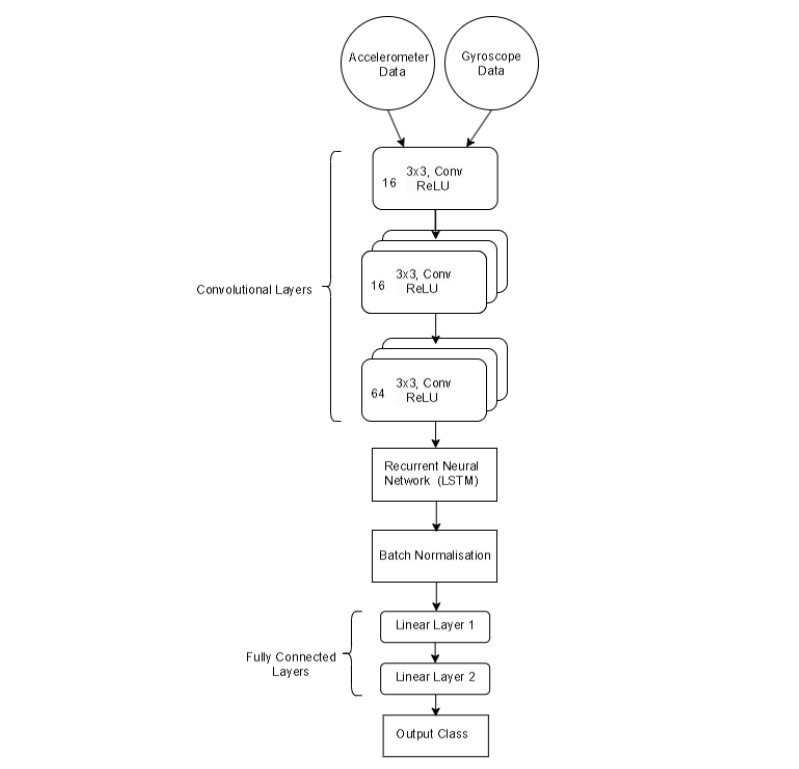 Accelerometer
Data
Gyroscope
Data
3x3, Conv
16 ReLU
Convolutional Layers
3x3, Conv
16 ReLU
3x3, Conv
64 ReLU
Recurrent Neural
Network (LSTM)
Batch Normalisation
Fully Connected
Layers
Linear Layer 1
Linear Layer 2
Output Class